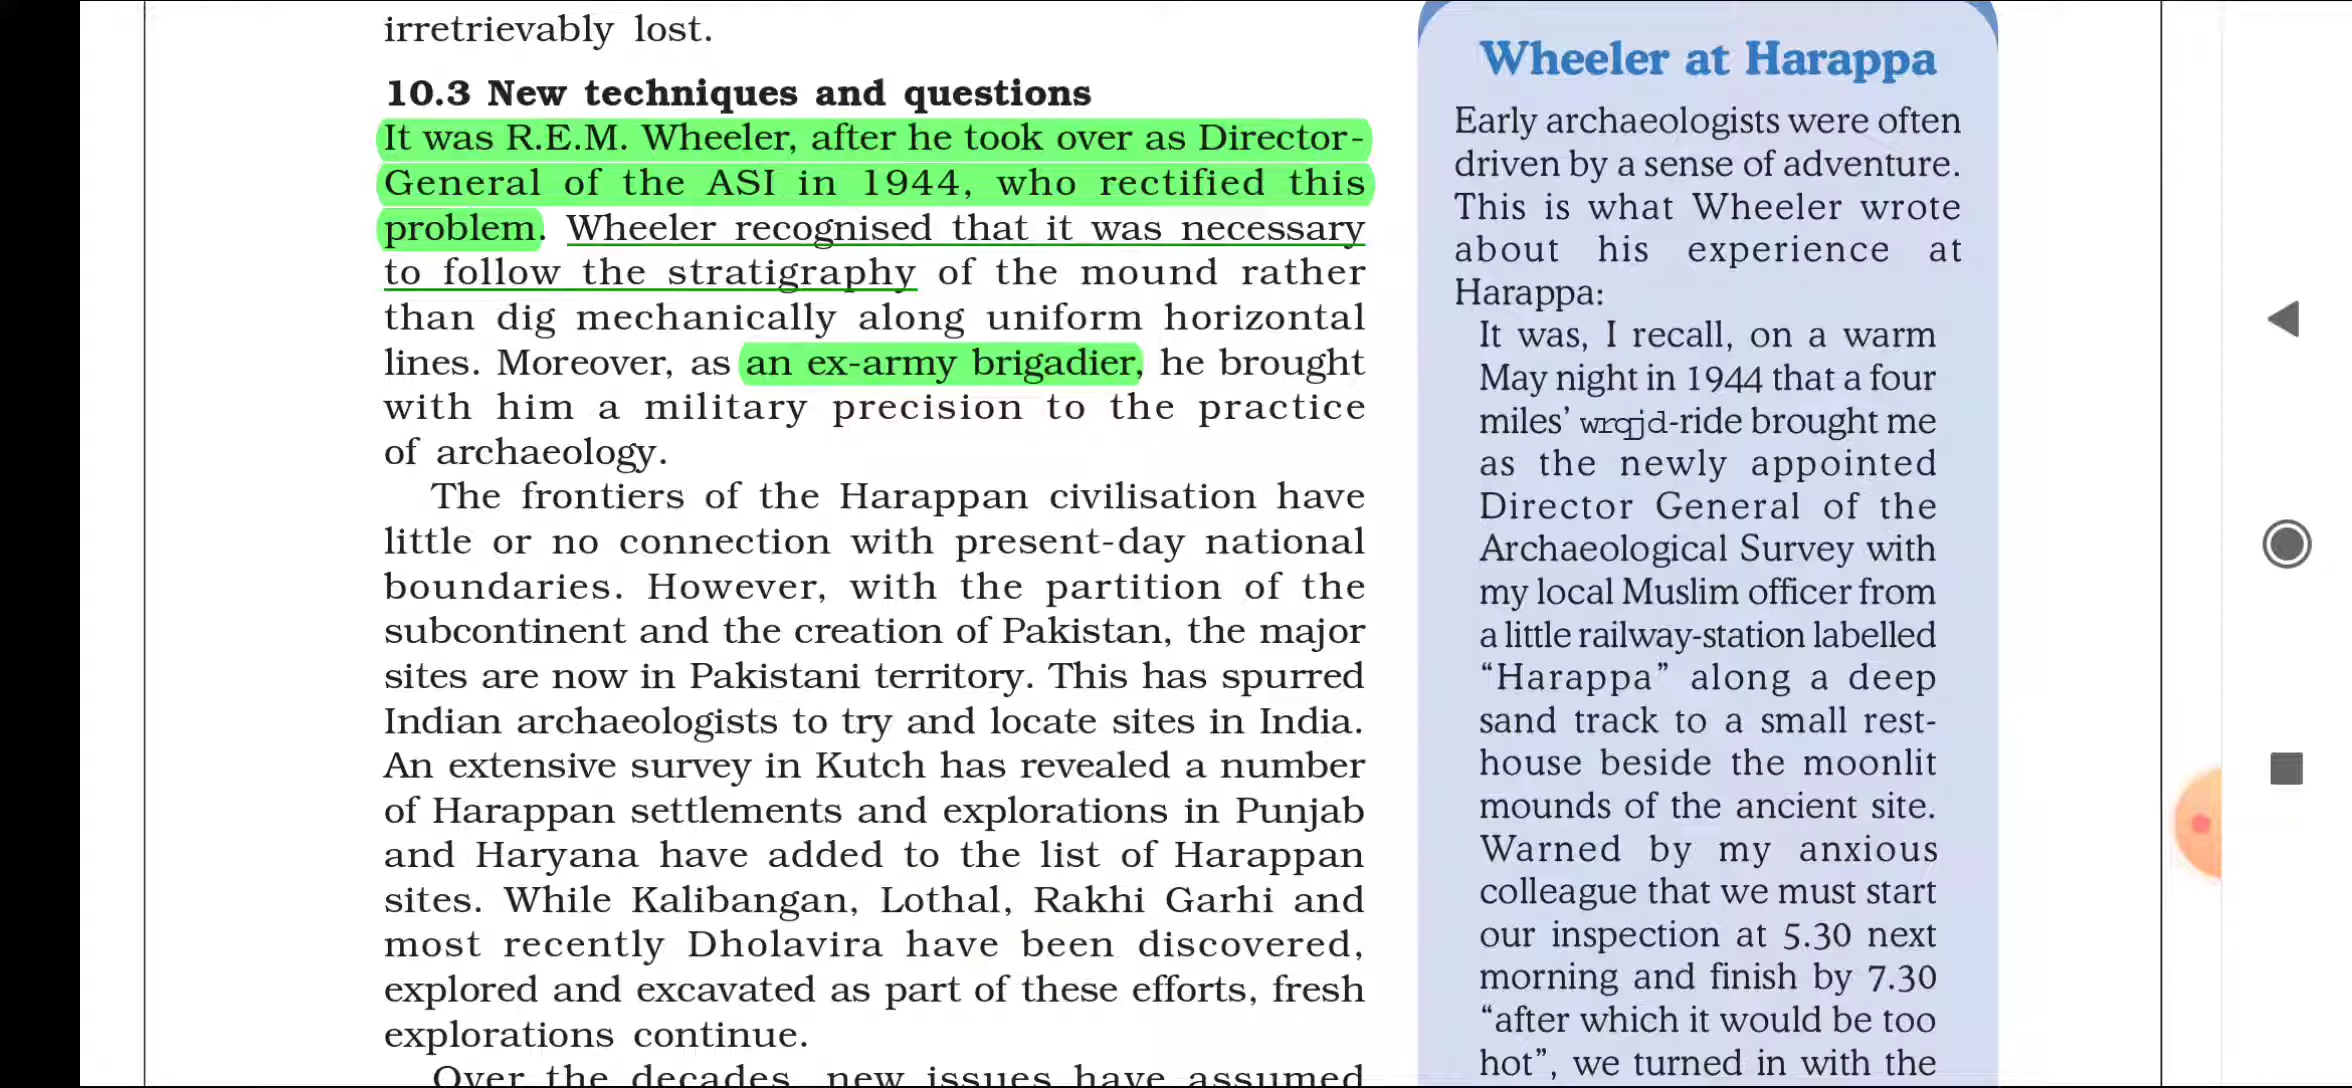 irretrievably lost.
10.3 New techniques and questions
It was R.E.M. Wheeler, after he took over as Director-
General of the ASI in 1944, who rectified this
problem. Wheeler recognised that it was necessary
to follow the stratigraphy of the mound rather
than dig mechanically along uniform horizontal
lines. Moreover, as an ex-army brigadier, he brought
with him a military precision to the practice
of archaeology.
The frontiers of the Harappan civilisation have
little or no connection with present-day national
boundaries. However, with the partition of the
subcontinent and the creation of Pakistan, the major
sites are now in Pakistani territory. This has spurred
Indian archaeologists to try and locate sites in India.
An extensive survey in Kutch has revealed a number
of Harappan settlements and explorations in Punjab
and Haryana have added to the list of Harappan
sites. While Kalibangan, Lothal, Rakhi Garhi and
most recently Dholavira have been discovered,
explored and excavated as part of these efforts, fresh
explorations continue.
Over the decades, new issues have assumed
Wheeler at Harappa
Early archaeologists were often
driven by a sense of adventure.
This is what Wheeler wrote
about his experience at
Harappa:
It was, I recall, on a warm
May night in 1944 that a four
miles’ wrqjd-ride brought me
as the newly appointed
Director General of the
Archaeological Survey with
my local Muslim officer from
a little railway-station labelled
“Harappa” along a deep
sand track to a small rest-
house beside the moonlit
mounds of the ancient site.
Warned by my anxious
colleague that we must start
our inspection at 5.30 next
morning and finish by 7.30
“after which it would be too
hot”, we turned in with the